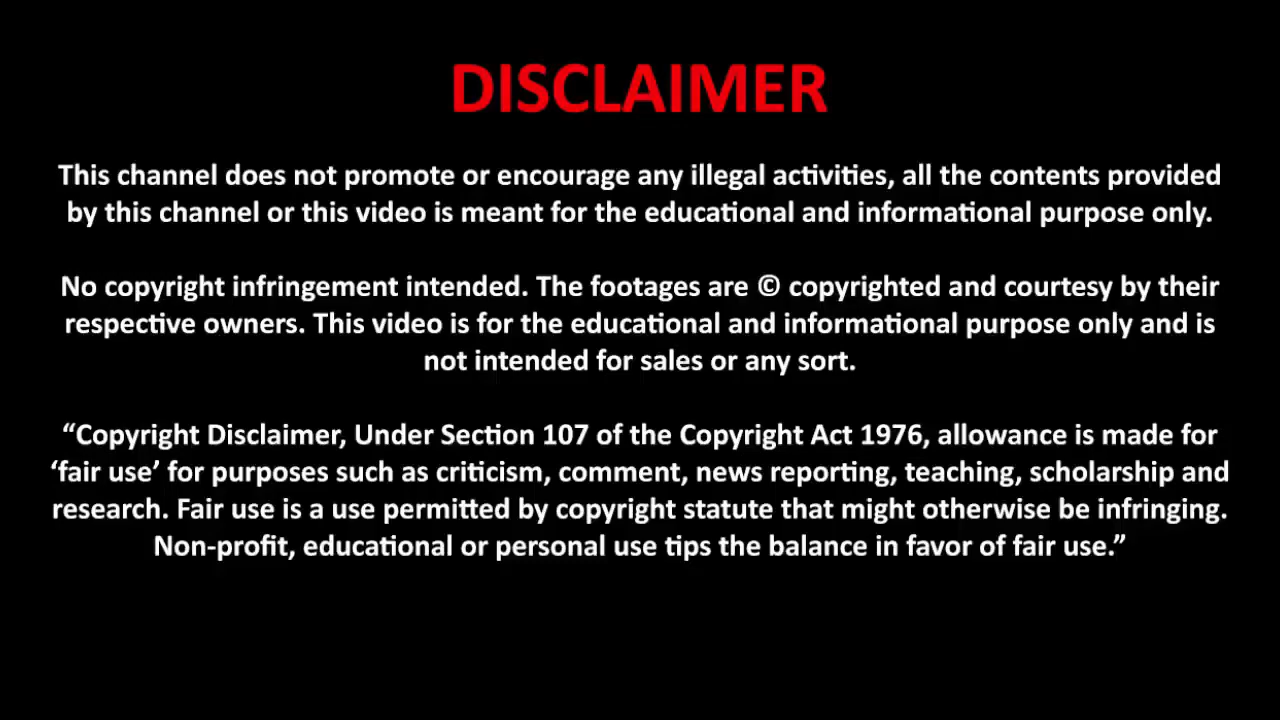 DISCLAIMER
This channel does not promote or encourage any illegal activities, all the contents provided
by this channel or this video is meant for the educational and informational purpose only.
No copyright infringement intended. The footages are © copyrighted and courtesy by their
respective owners. This video is for the educational and informational purpose only and is
not intended for sales or any sort.
“Copyright Disclaimer, Under Section 107 of the Copyright Act 1976, allowance is made for
‘fair use’ for purposes such as criticism, comment, news reporting, teaching, scholarship and
research. Fair use is a use permitted by copyright statute that might otherwise be infringing.
Non-profit, educational or personal use tips the balance in favor of fair use.”